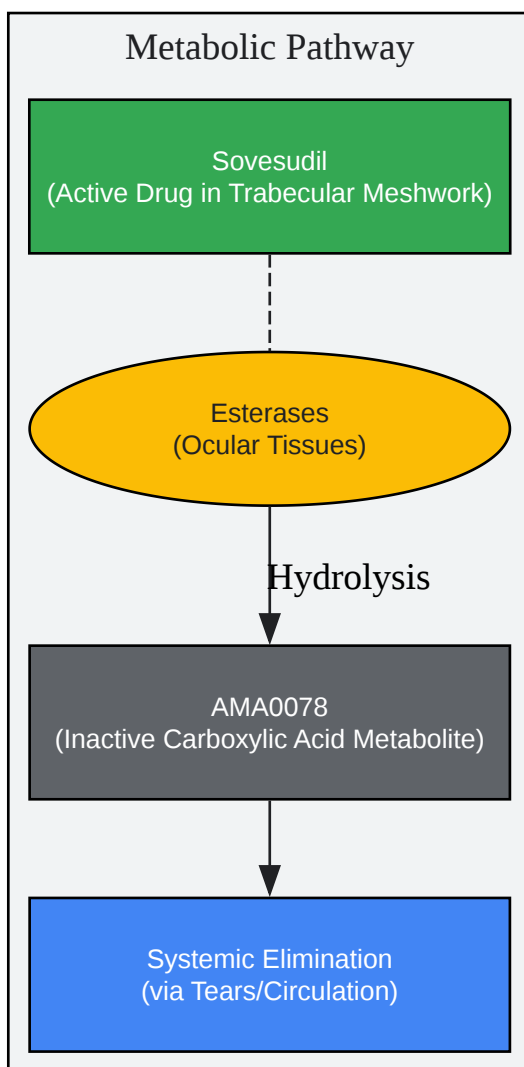 Metabolic Pathway
Sovesudil
(Active Drug in Trabecular Meshwork)
Esterases
(Ocular Tissues)
Hydrolysis
AMA0078
(Inactive Carboxylic Acid Metabolite)
Systemic Elimination
(via Tears/Circulation)